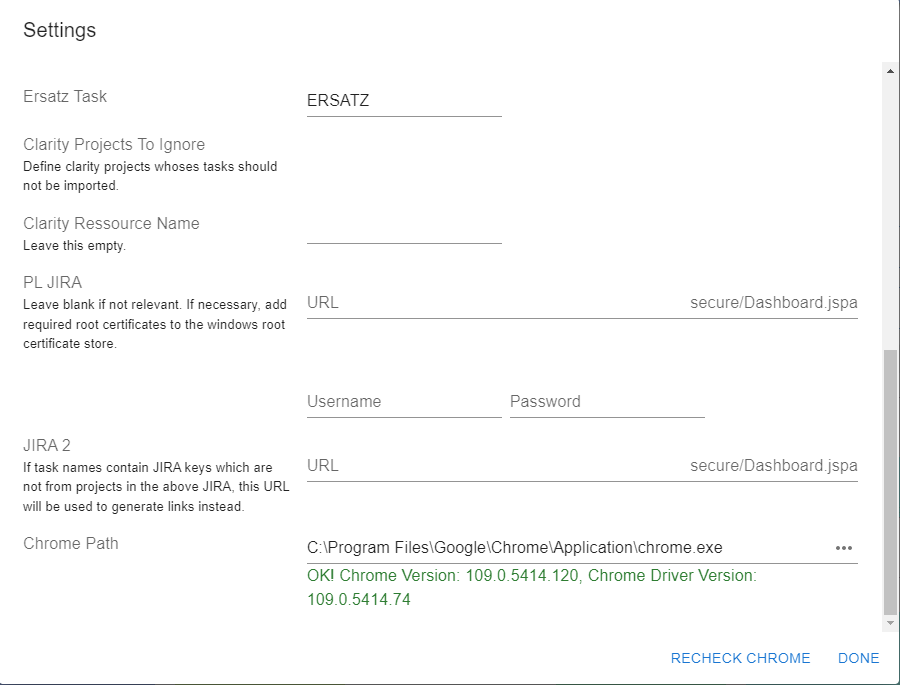 Settings
Ersatz Task
ERSATZ
Clarity Projects To Ignore
Define clarity projects whoses tasks should
not be imported.
Clarity Ressource Name
Leave this empty.
PL JIRA
Leave blank if not relevant. If necessary, add
required root certificates to the windows root
certificate store.
URL
secure/Dashboard.jspa
Username
Password
JIRA 2
If task names contain JIRA keys which are
not from projects in the above JIRA, this URL
will be used to generate links instead.
URL
secure/Dashboard.jspa
Chrome Path
C:\Program Files\Google\Chrome\Application\chrome.exe
OK! Chrome Version: 109.0.5414.120, Chrome Driver Version:
109.0.5414.74
RECHECK CHROME
DONE